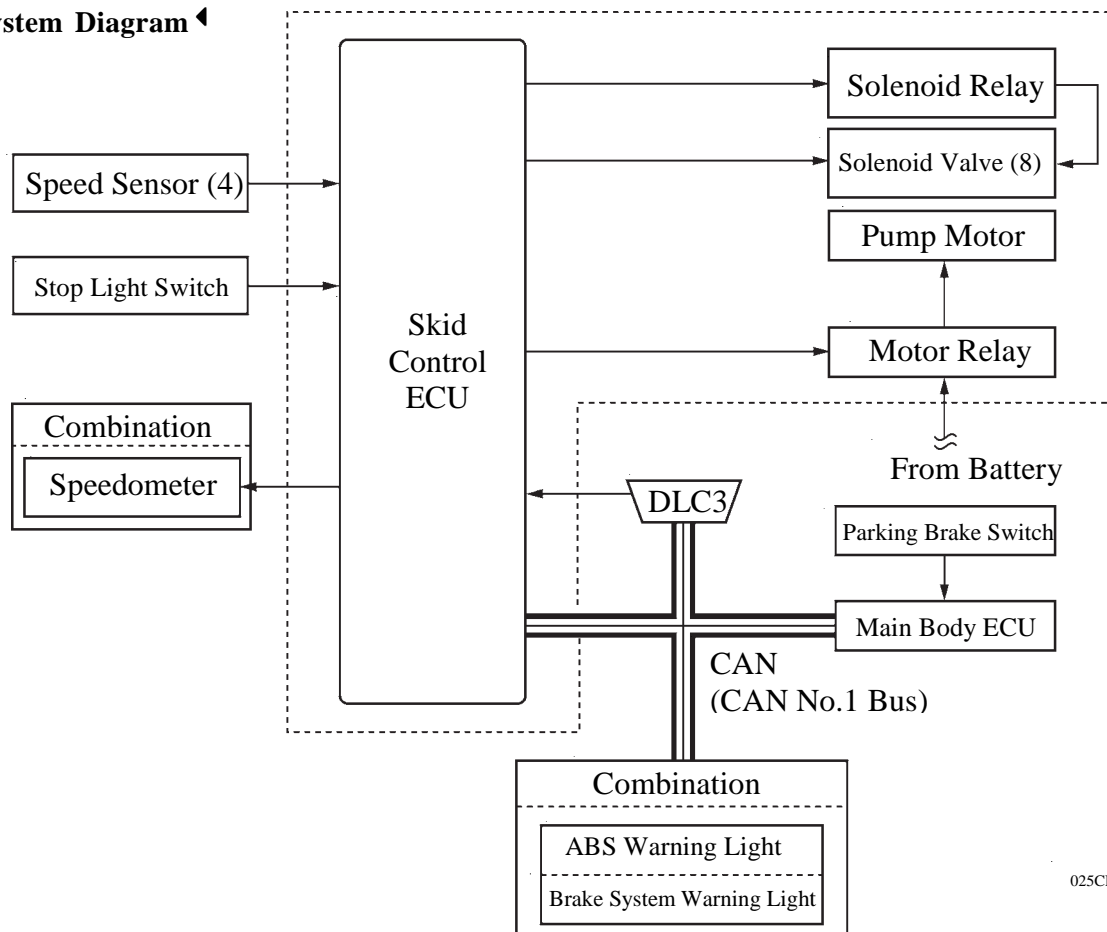 ystem Diagram
Solenoid Relay
Speed Sensor (4)
Solenoid Valve (8)
Pump Motor
Stop Light Switch
Skid
Control
ECU
Motor Relay
Combination
Speedometer
From Battery
DLC3
Parking Brake Switch
Main Body ECU
CAN
(CAN No.1 Bus)
Combination
ABS Warning Light
Brake System Warning Light